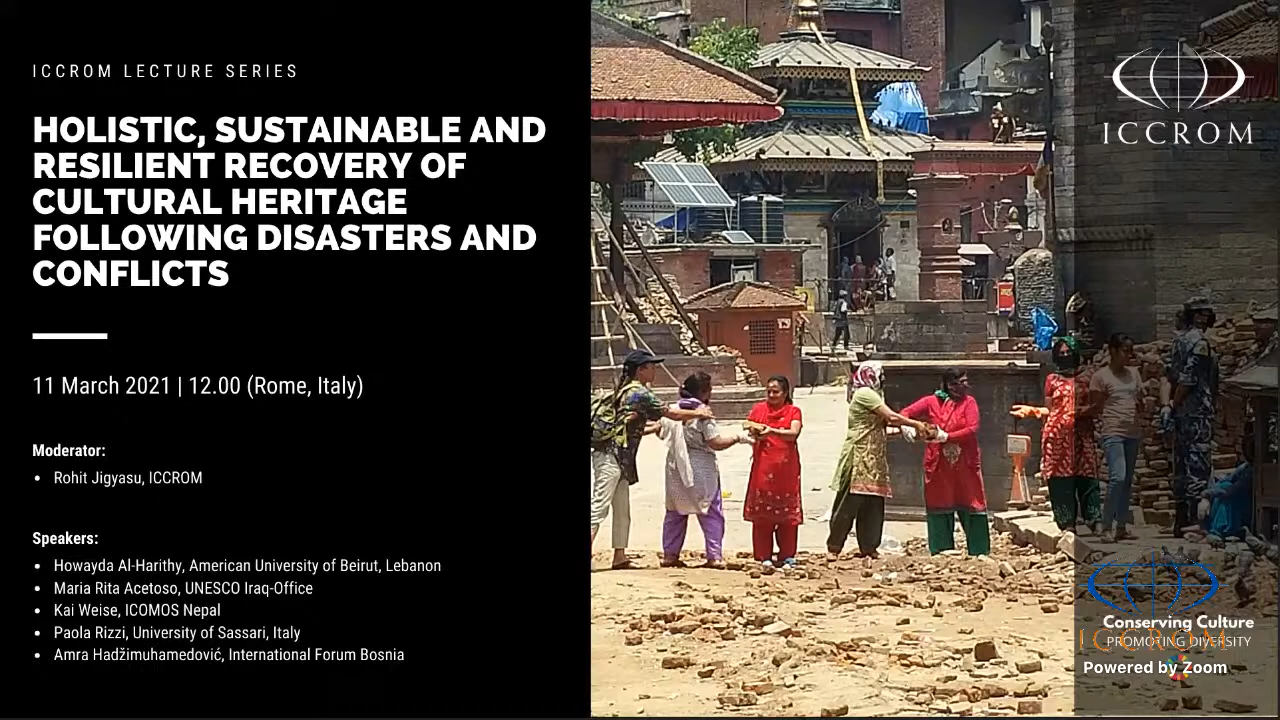 ICCROM LECTURE SERIES
HOLISTIC, SUSTAINABLE AND
RESILIENT RECOVERY OF
CULTURAL HERITAGE
FOLLOWING DISASTERS AND
CONFLICTS
11 March 2021 | 12.00 (Rome, Italy)
Moderator:
• Rohit Jigyasu, ICCROM
Speakers:
• Howayda Al-Harithy, American University of Beirut, Lebanon
• Maria Rita Acetoso, UNESCO Iraq-Office
• Kai Weise, ICOMOS Nepal
• Paola Rizzi, University of Sassari, Italy
• Amra Hadžimuhamedović, International Forum Bosnia
ICCROM
Conserving Culture
ICCROM
PROMOTING DIVERSITY
Powered by Zoom